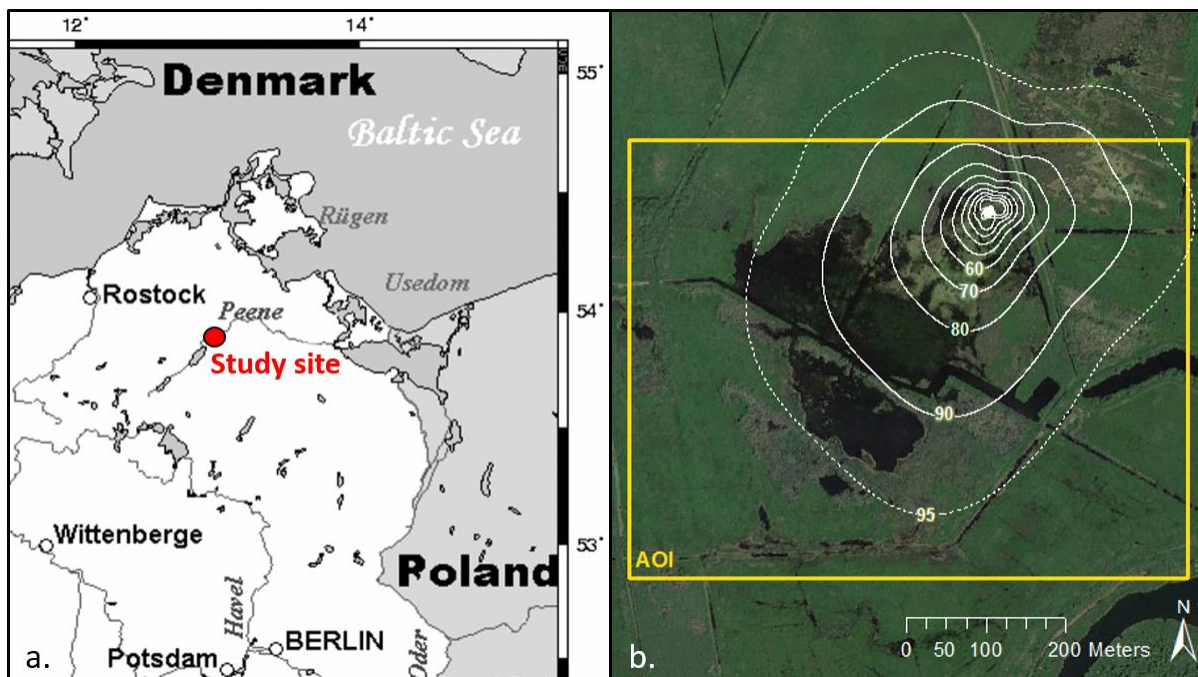 12°
14°
55°
Denmark
Baltic Sea
Rügen
Usedom
54°
Rostock
Peene
Study site
53°
Wittenberge
Poland
Havel
BERLIN
Potsdam
Oder
a.
60
70
80
90
95
AOI
N
0 50 100 200 Meters
b.